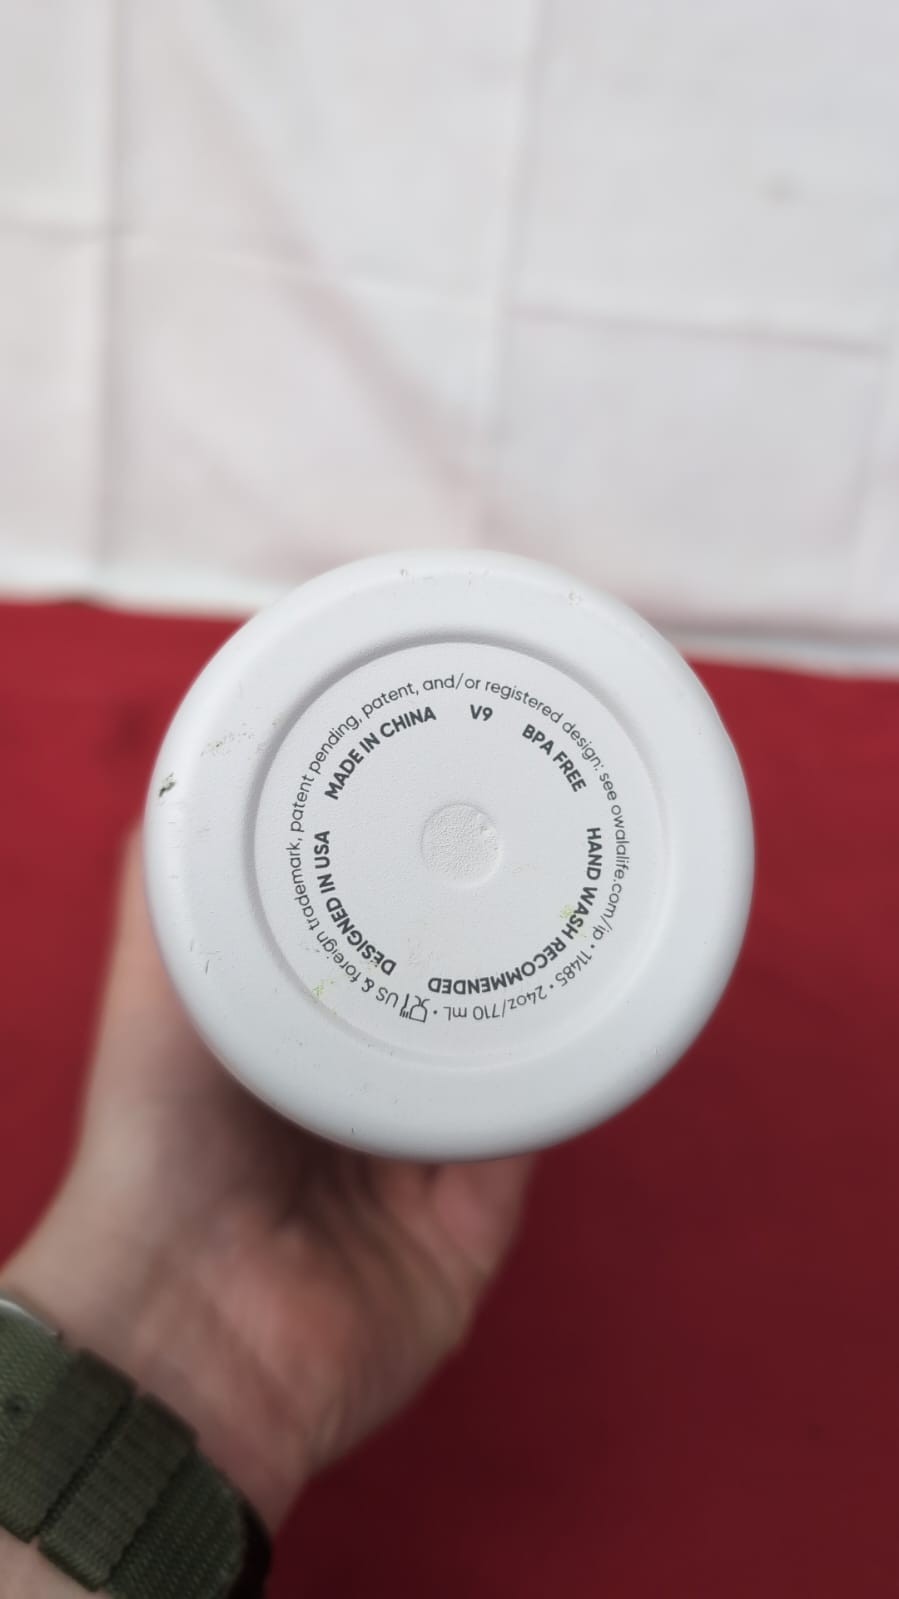 US & foreign trademark, patent pending, patent, and/or registered design: see owalalife.com/ip • 11485 • 24oz/710 mL •
DESIGNED IN USA
MADE IN CHINA
V9
BPA FREE
HAND WASH RECOMMENDED